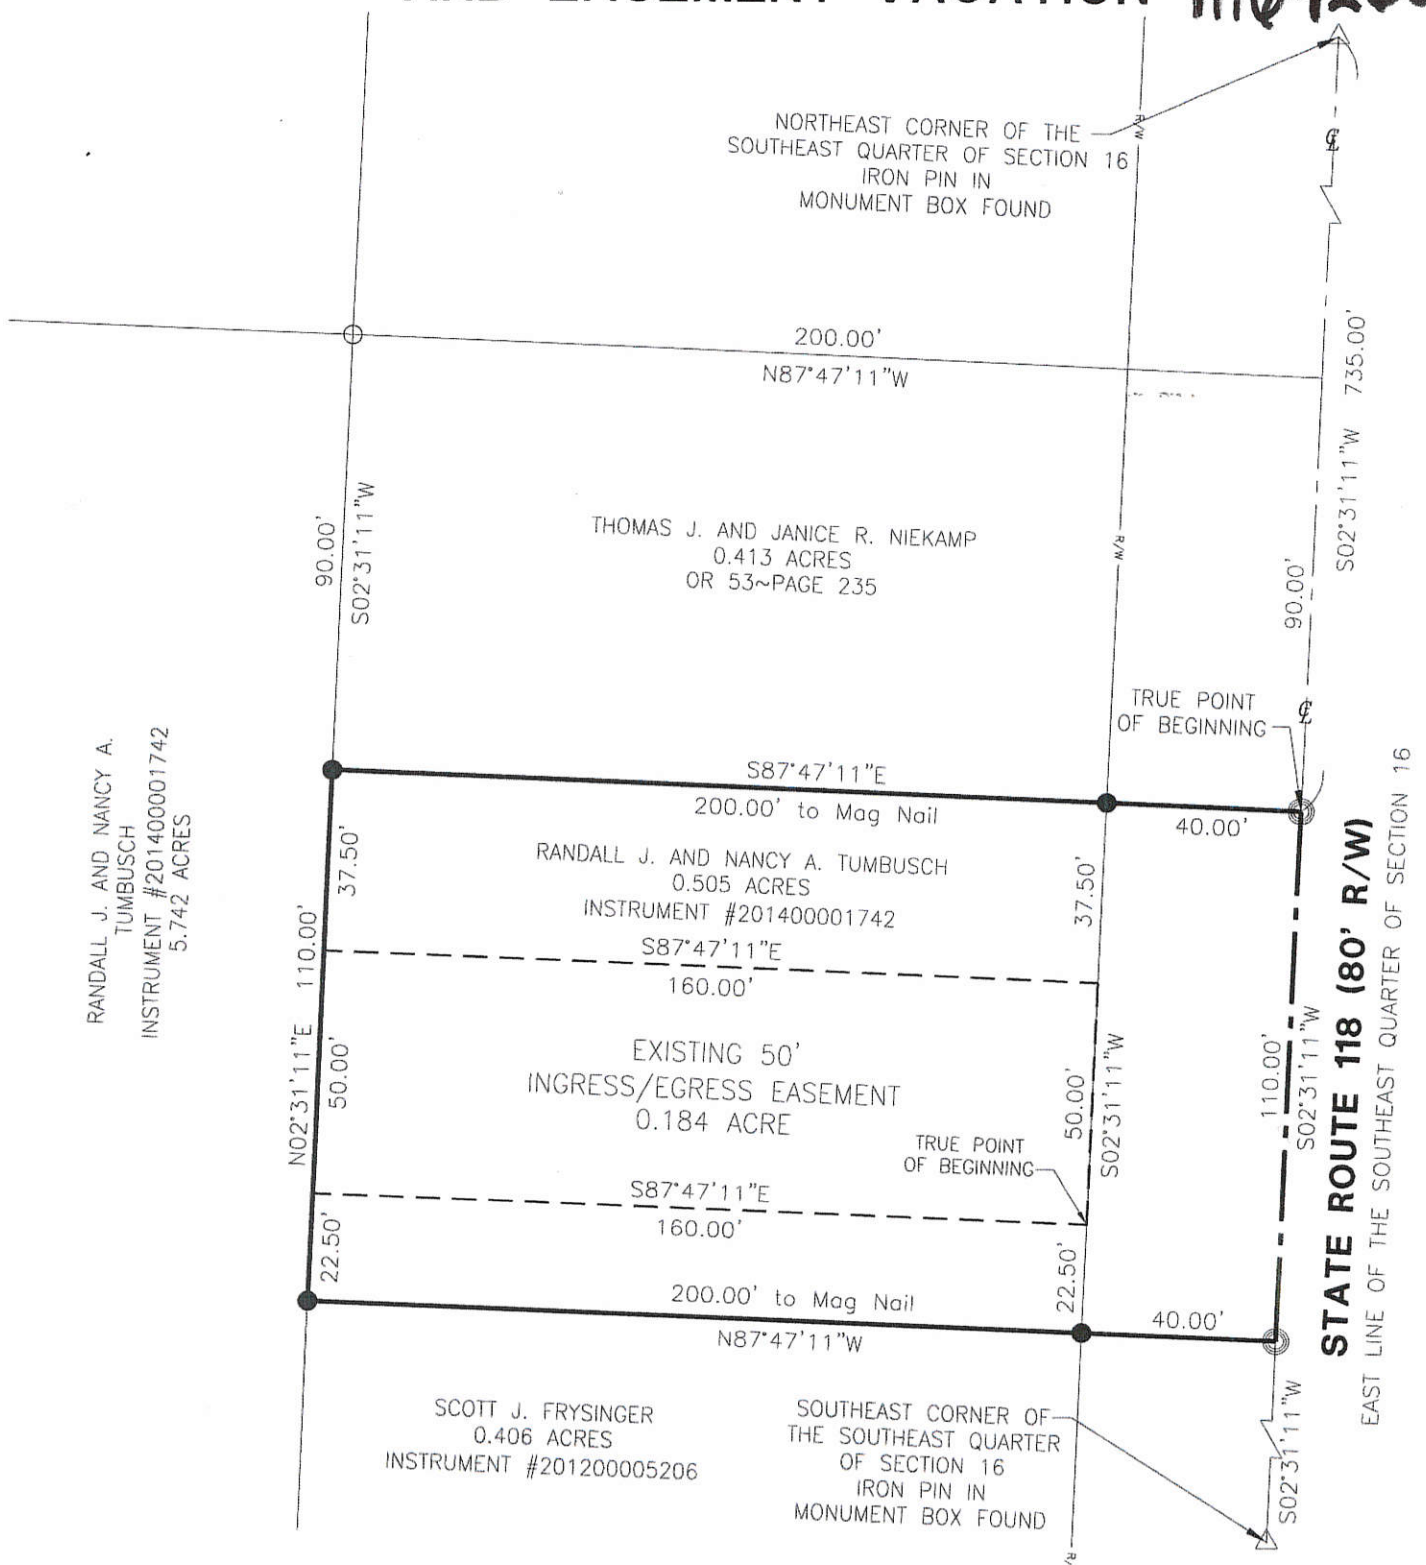 EASEMENT VACATION
NORTHEAST CORNER OF THE
SOUTHEAST QUARTER OF SECTION 16
IRON PIN IN
MONUMENT BOX FOUND
R/W
℄
200.00'
N87°47'11"W
S02°31'11"W 735.00'
90.00'
S02°31'11"W
THOMAS J. AND JANICE R. NIEKAMP
0.413 ACRES
OR 53~PAGE 235
R/W
90.00'
TRUE POINT
OF BEGINNING
℄
RANDALL J. AND NANCY A.
TUMBUSCH
INSTRUMENT #201400001742
5.742 ACRES
S87°47'11"E
200.00' to Mag Nail
40.00'
37.50'
RANDALL J. AND NANCY A. TUMBUSCH
0.505 ACRES
INSTRUMENT #201400001742
37.50'
S87°47'11"E
160.00'
N02°31'11"E 110.00'
50.00'
EXISTING 50'
INGRESS/EGRESS EASEMENT
0.184 ACRE
50.00'
S02°31'11"W
110.00'
S02°31'11"W
STATE ROUTE 118 (80' R/W)
EAST LINE OF THE SOUTHEAST QUARTER OF SECTION 16
TRUE POINT
OF BEGINNING
S87°47'11"E
160.00'
22.50'
22.50'
200.00' to Mag Nail
40.00'
N87°47'11"W
SCOTT J. FRYSINGER
0.406 ACRES
INSTRUMENT #201200005206
SOUTHEAST CORNER OF
THE SOUTHEAST QUARTER
OF SECTION 16
IRON PIN IN
MONUMENT BOX FOUND
S02°31'11"W